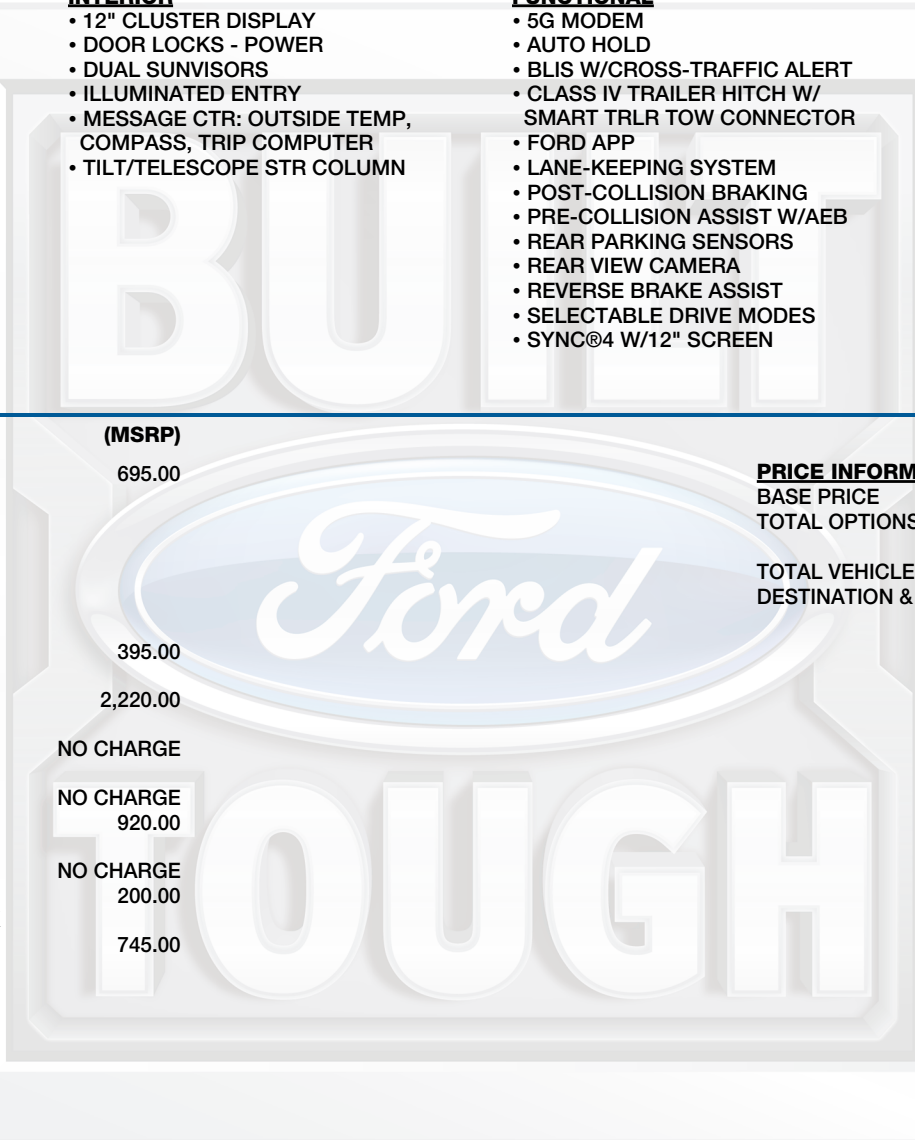 INTERIOR
• 12" CLUSTER DISPLAY
• DOOR LOCKS - POWER
• DUAL SUNVISORS
• ILLUMINATED ENTRY
• MESSAGE CTR: OUTSIDE TEMP,
COMPASS, TRIP COMPUTER
• TILT/TELESCOPE STR COLUMN
FUNCTIONAL
• 5G MODEM
• AUTO HOLD
• BLIS W/CROSS-TRAFFIC ALERT
• CLASS IV TRAILER HITCH W/
SMART TRLR TOW CONNECTOR
• FORD APP
• LANE-KEEPING SYSTEM
• POST-COLLISION BRAKING
• PRE-COLLISION ASSIST W/AEB
• REAR PARKING SENSORS
• REAR VIEW CAMERA
• REVERSE BRAKE ASSIST
• SELECTABLE DRIVE MODES
• SYNC®4 W/12" SCREEN
BUILT
(MSRP)
695.00
395.00
2,220.00
NO CHARGE
NO CHARGE
920.00
NO CHARGE
200.00
745.00
Ford
TOUGH
PRICE INFORM
BASE PRICE
TOTAL OPTIONS
TOTAL VEHICLE
DESTINATION &